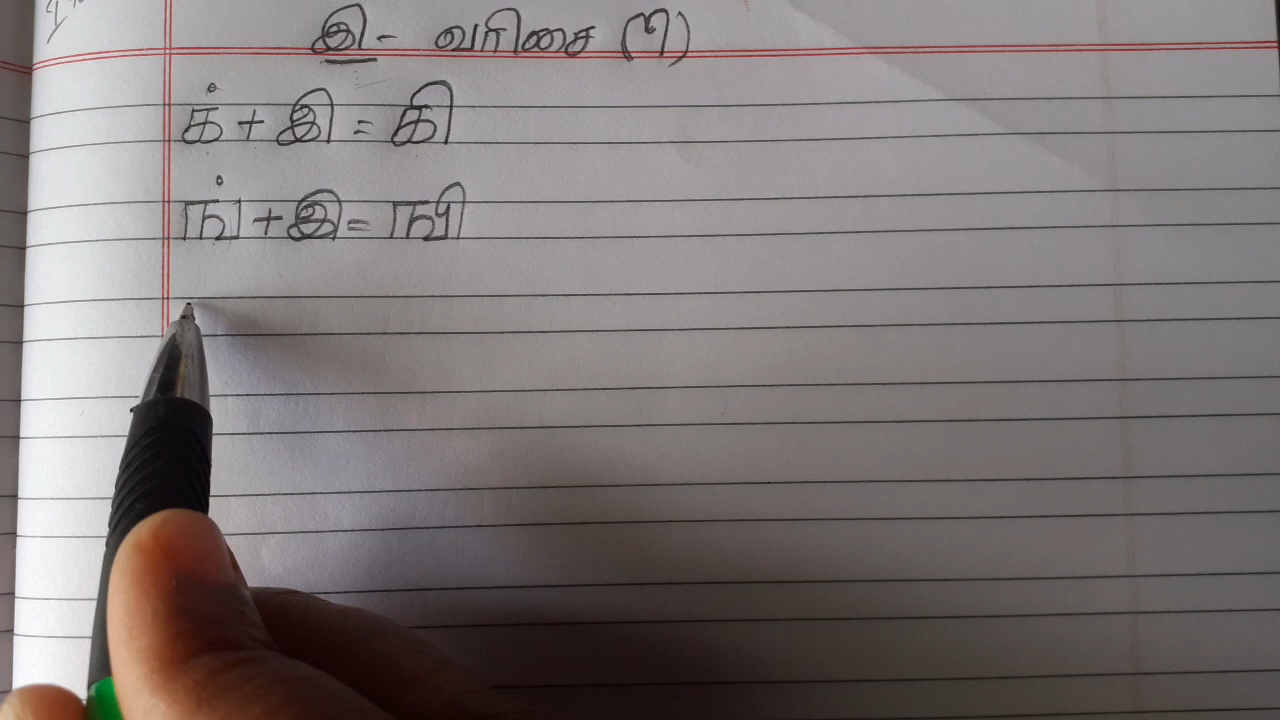 இ - வரிசை (ி)
க் + இ = கி
ங் + இ = ஙி